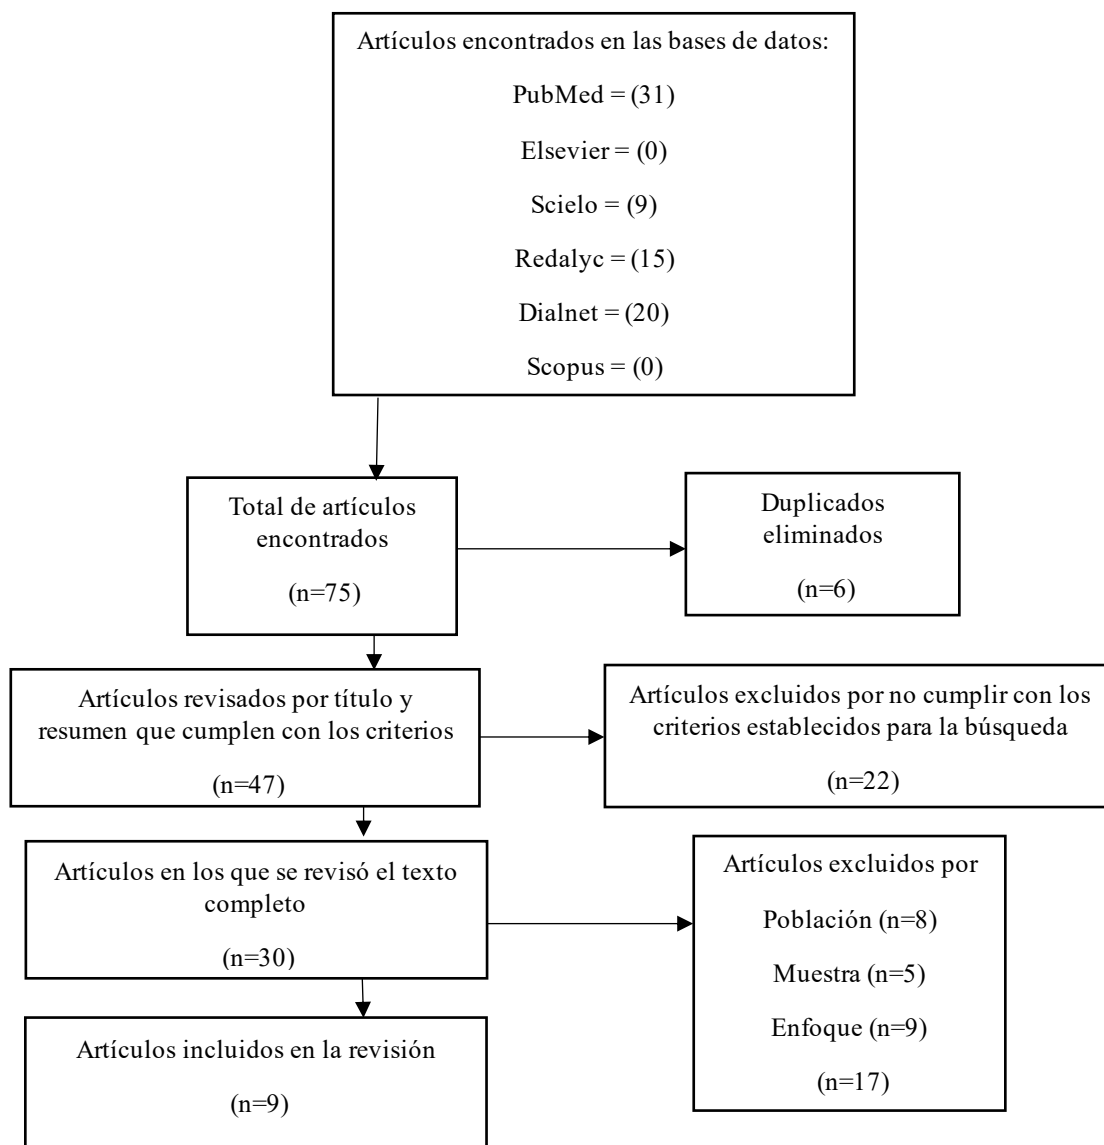 Artículos encontrados en las bases de datos:
PubMed = (31)
Elsevier = (0)
Scielo = (9)
Redalyc = (15)
Dialnet = (20)
Scopus = (0)
Total de artículos
encontrados
(n=75)
Duplicados
eliminados
(n=6)
Artículos revisados por título y
resumen que cumplen con los criterios
(n=47)
Artículos excluidos por no cumplir con los
criterios establecidos para la búsqueda
(n=22)
Artículos en los que se revisó el texto
completo
(n=30)
Artículos excluidos por
Población (n=8)
Muestra (n=5)
Enfoque (n=9)
(n=17)
Artículos incluidos en la revisión
(n=9)